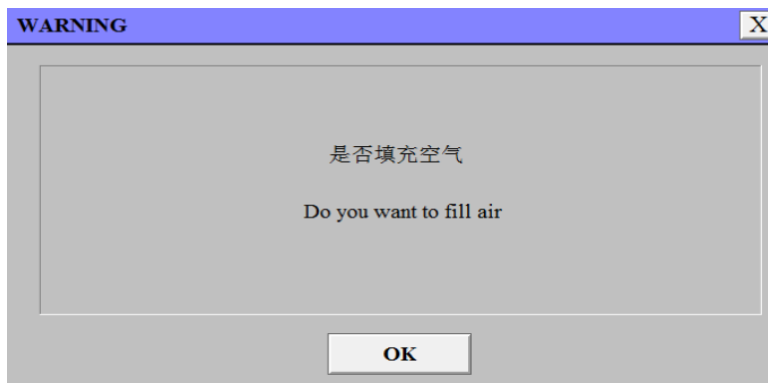 WARNING
X
是否填充空气
Do you want to fill air
OK